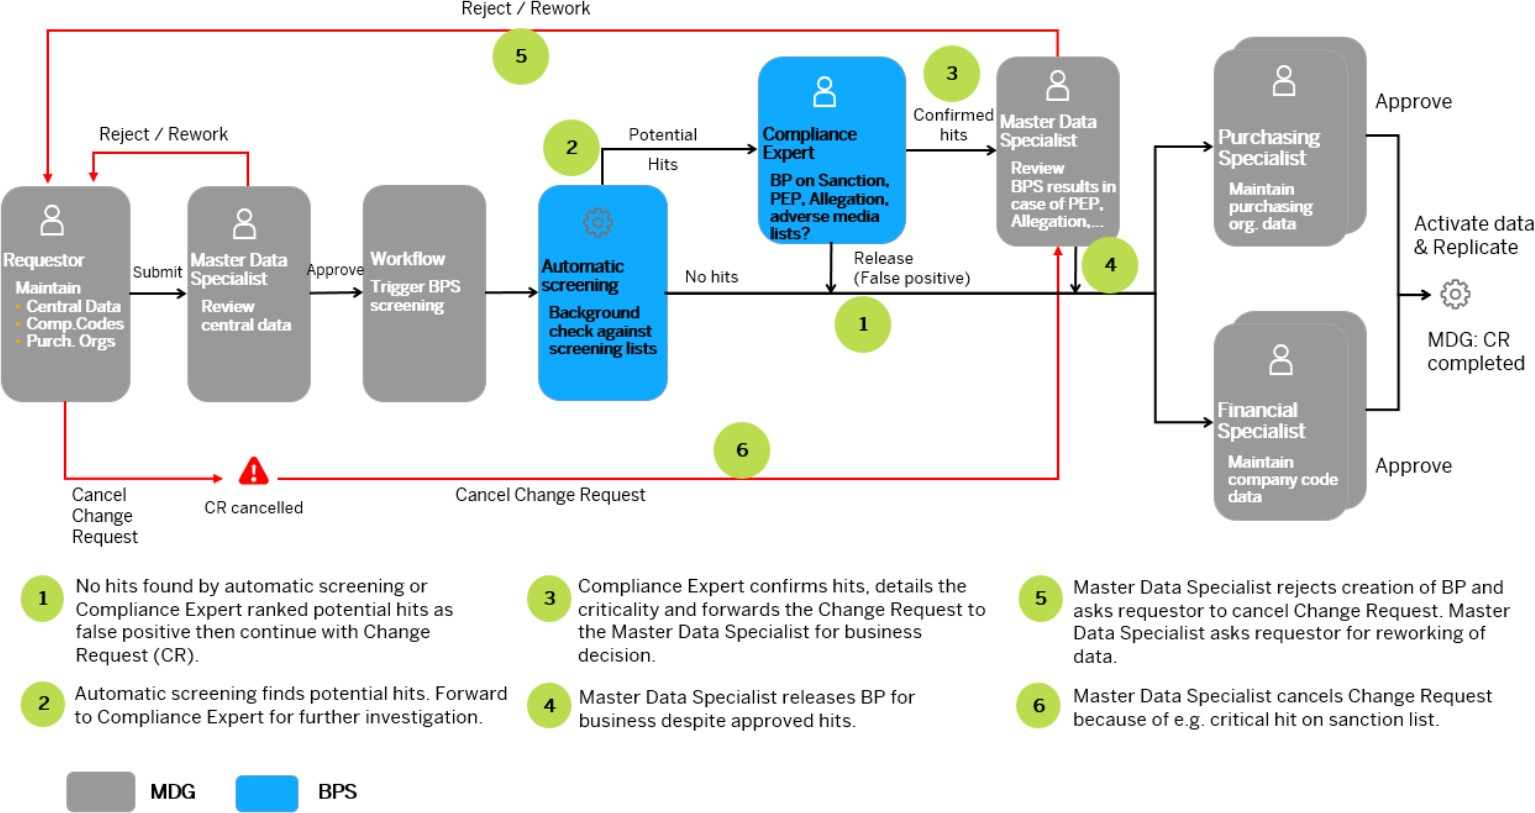 Reject / Rework
5
Reject / Rework
2
Potential
Hits
3
Confirmed
hits
Compliance
Expert
BP on Sanction,
PEP, Allegation,
adverse media
lists?
Master Data
Specialist
Review
BPS results in
case of PEP,
Allegation,...
Purchasing
Specialist
Maintain
purchasing
org. data
Approve
Requestor
Maintain
• Central Data
• Comp.Codes
• Purch. Orgs
Submit
Master Data
Specialist
Review
central data
Approve
Workflow
Trigger BPS
screening
Automatic
screening
Background
check against
screening lists
No hits
Release
(False positive)
1
4
Activate data
& Replicate
MDG: CR
completed
Financial
Specialist
Maintain
company code
data
Approve
6
Cancel
Change
Request
CR cancelled
Cancel Change Request
1
No hits found by automatic screening or
Compliance Expert ranked potential hits as
false positive then continue with Change
Request (CR).
2
Automatic screening finds potential hits. Forward
to Compliance Expert for further investigation.
3
Compliance Expert confirms hits, details the
criticality and forwards the Change Request to
the Master Data Specialist for business
decision.
4
Master Data Specialist releases BP for
business despite approved hits.
5
Master Data Specialist rejects creation of BP and
asks requestor to cancel Change Request. Master
Data Specialist asks requestor for reworking of
data.
6
Master Data Specialist cancels Change Request
because of e.g. critical hit on sanction list.
MDG
BPS